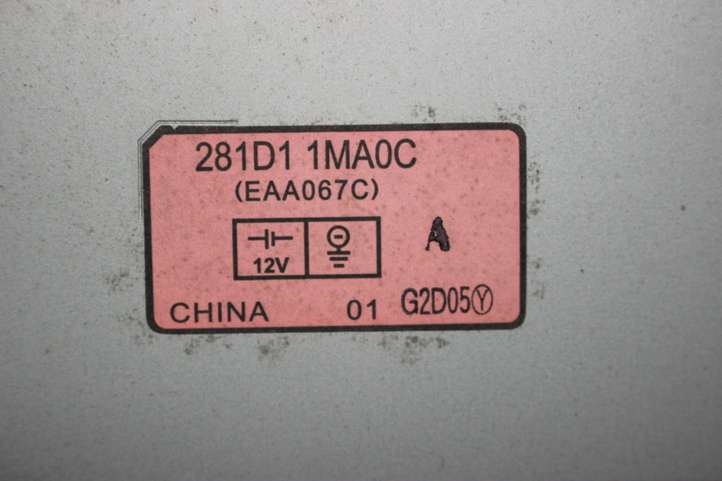 281D1 1MA0C
(EAA067C)
12V
A
CHINA 01 G2D05Ⓨ